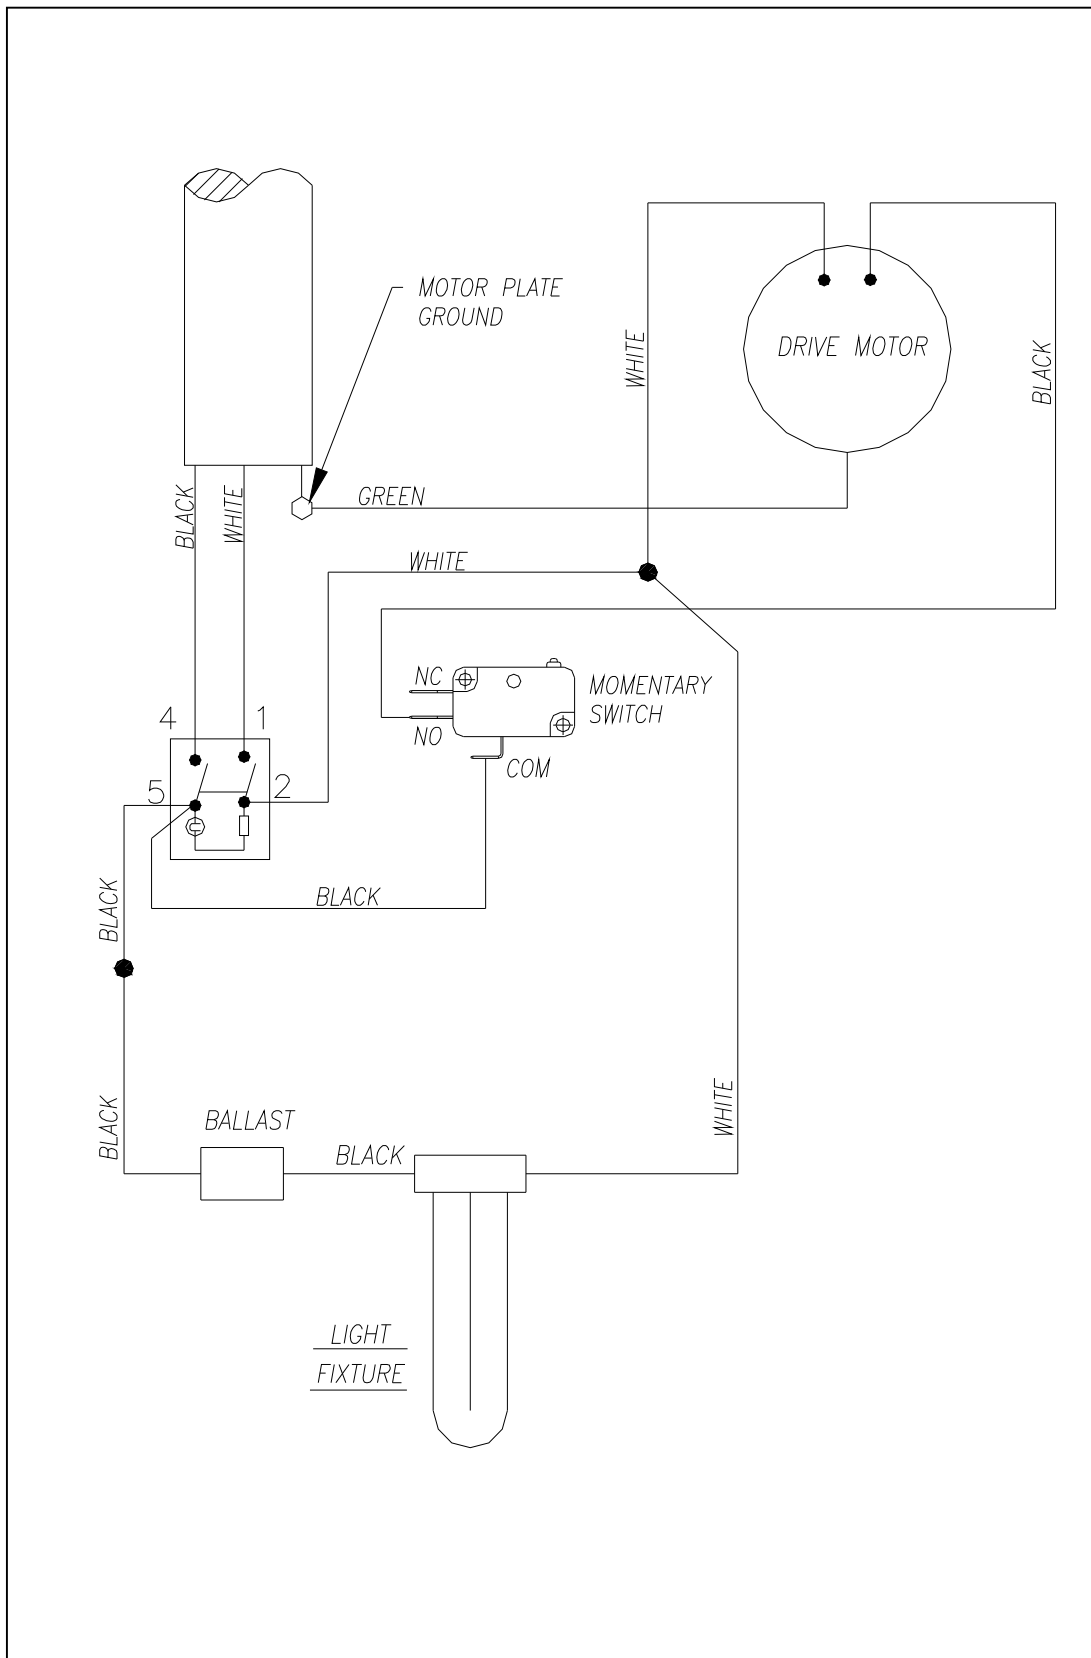 MOTOR PLATE
GROUND
DRIVE MOTOR
WHITE
BLACK
BLACK
WHITE
GREEN
WHITE
NC
NO
COM
MOMENTARY
SWITCH
4
1
5
2
BLACK
BLACK
BLACK
BALLAST
BLACK
WHITE
LIGHT
FIXTURE